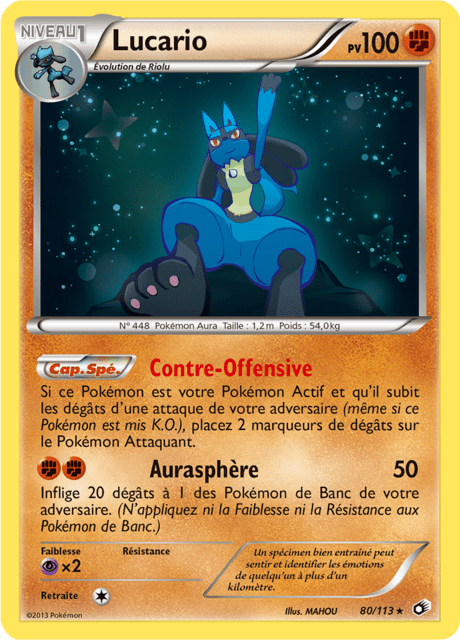 NIVEAU 1
Lucario
PV 100
Évolution de Riolu
N° 448 Pokémon Aura Taille : 1,2 m Poids : 54,0kg
Cap. Spé. Contre-Offensive
Si ce Pokémon est votre Pokémon Actif et qu'il subit
les dégâts d'une attaque de votre adversaire (même si ce
Pokémon est mis K.O.), placez 2 marqueurs de dégâts sur
le Pokémon Attaquant.
Aurasphère 50
Inflige 20 dégâts à 1 des Pokémon de Banc de votre
adversaire. (N'appliquez ni la Faiblesse ni la Résistance aux
Pokémon de Banc.)
Faiblesse Résistance
×2
Retraite
Un spécimen bien entraîné peut
sentir et identifier les émotions
de quelqu'un à plus d'un
kilomètre.
Illus. MAHOU 80/113 ★
©2013 Pokémon